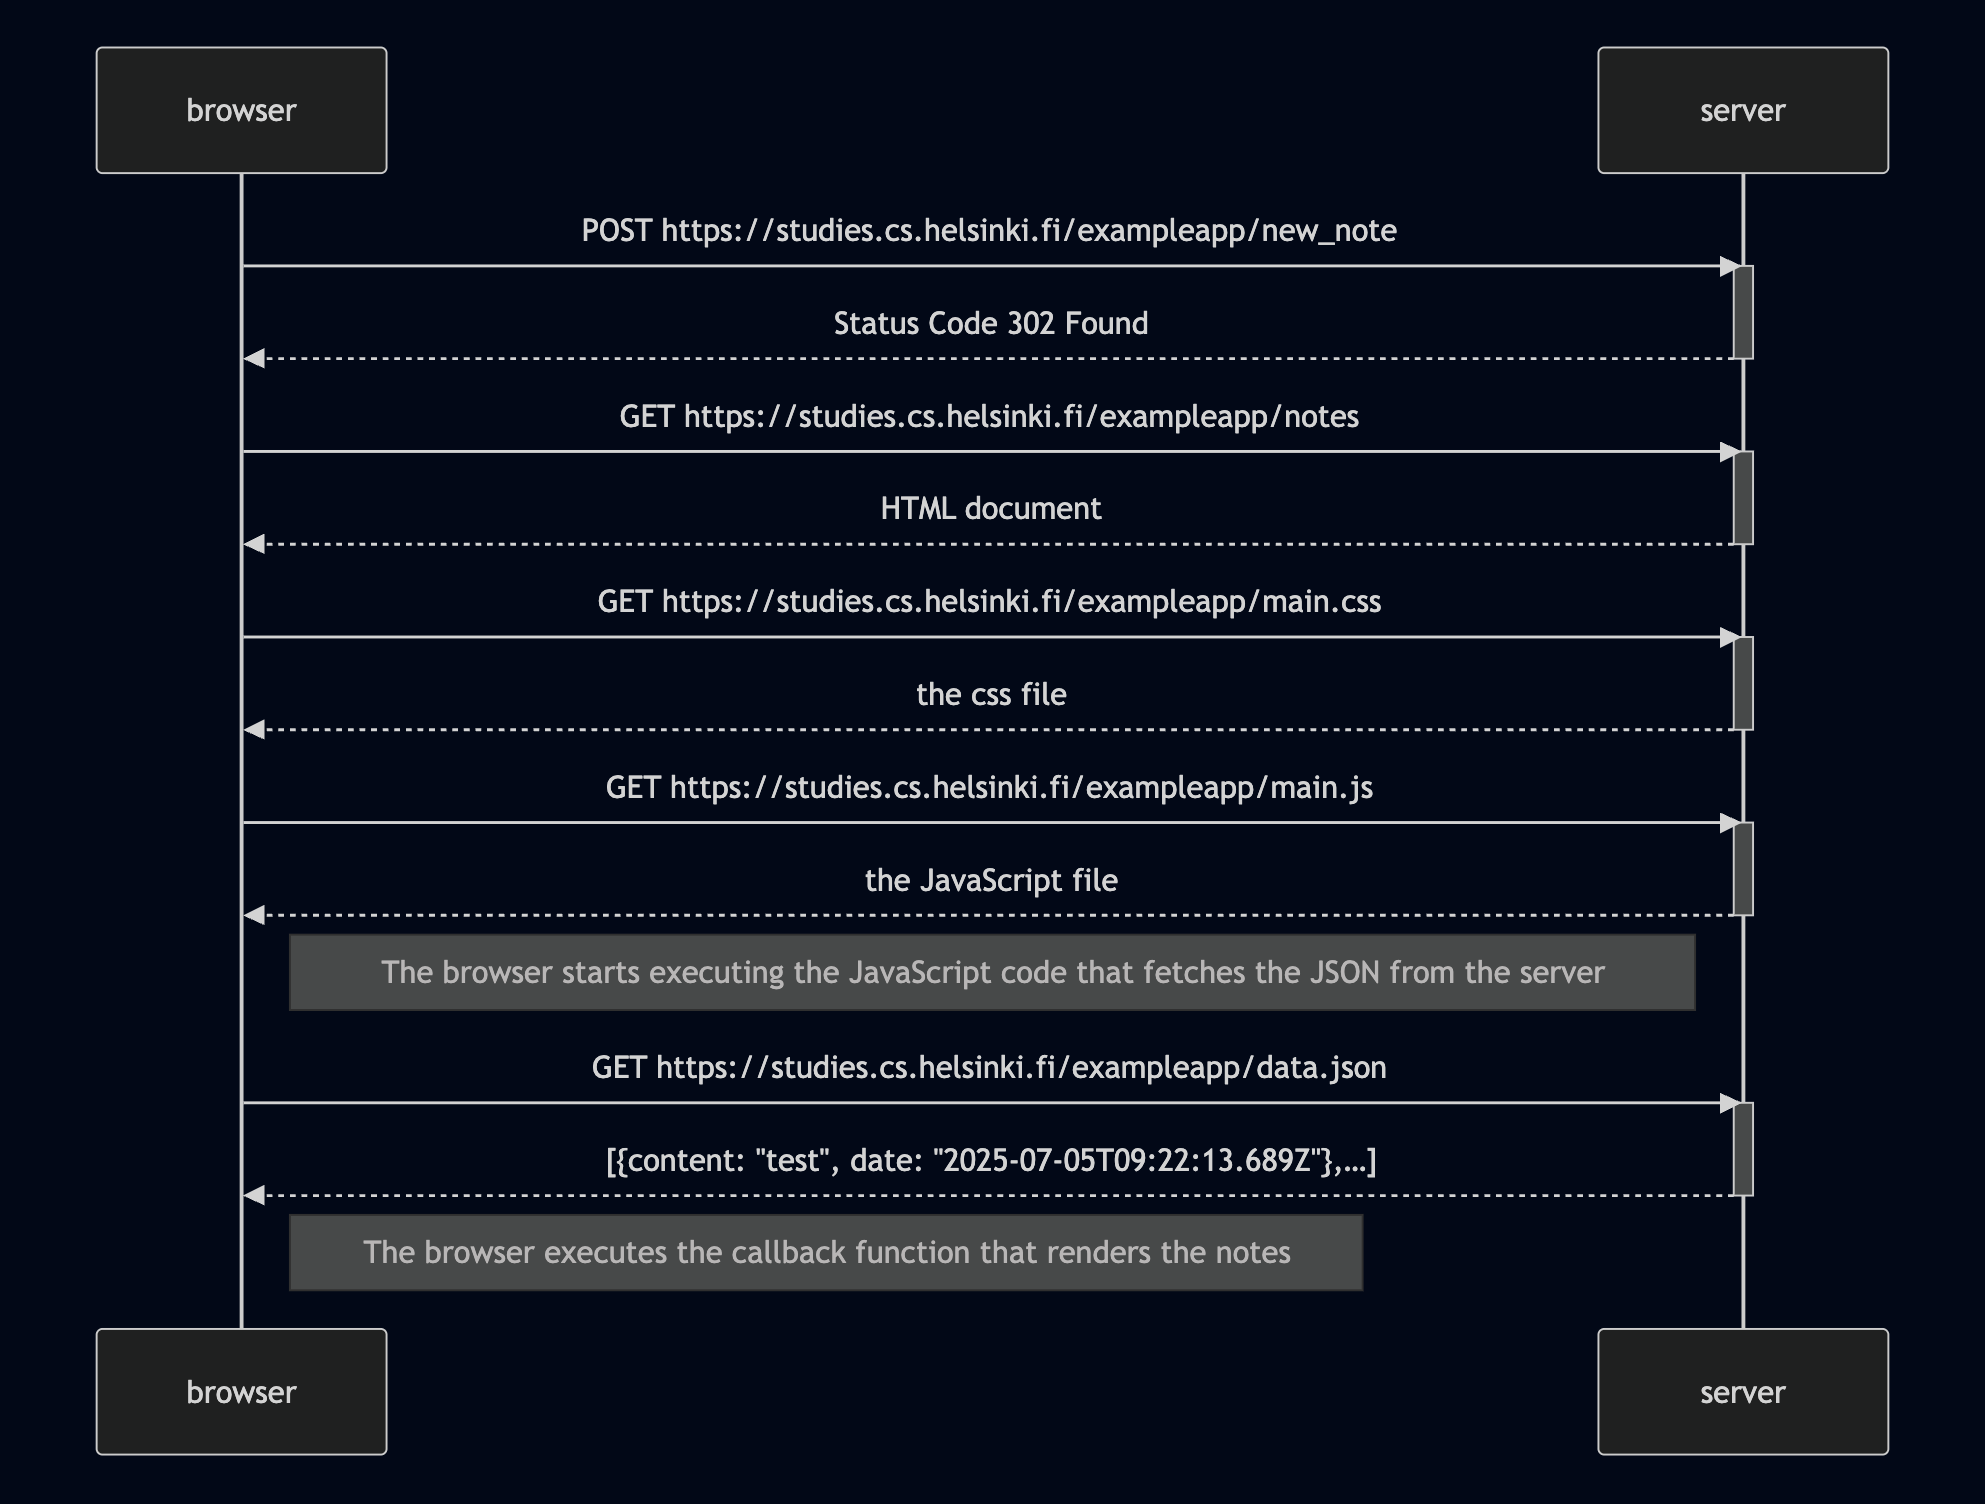 browser
server
POST https://studies.cs.helsinki.fi/exampleapp/new_note
Status Code 302 Found
GET https://studies.cs.helsinki.fi/exampleapp/notes
HTML document
GET https://studies.cs.helsinki.fi/exampleapp/main.css
the css file
GET https://studies.cs.helsinki.fi/exampleapp/main.js
the JavaScript file
The browser starts executing the JavaScript code that fetches the JSON from the server
GET https://studies.cs.helsinki.fi/exampleapp/data.json
[{content: "test", date: "2025-07-05T09:22:13.689Z"},...]
The browser executes the callback function that renders the notes
browser
server